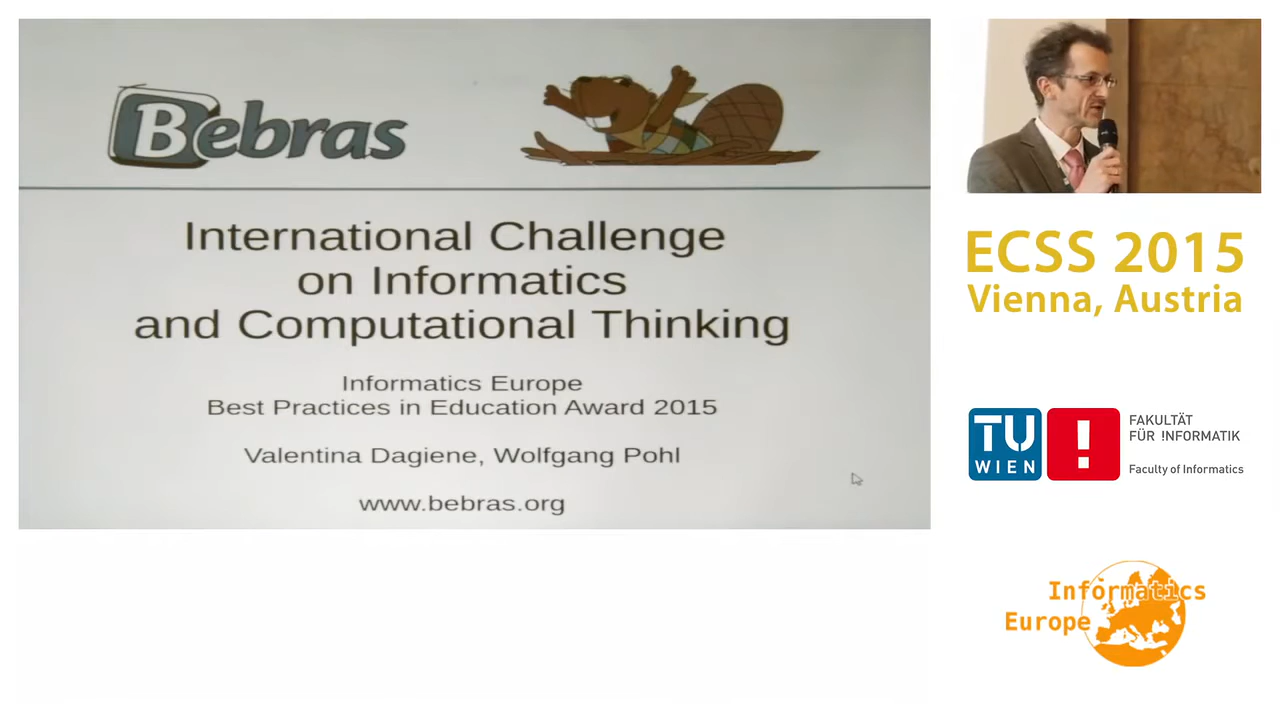 Bebras
International Challenge
on Informatics
and Computational Thinking
Informatics Europe
Best Practices in Education Award 2015
Valentina Dagiene, Wolfgang Pohl
www.bebras.org
ECSS 2015
Vienna, Austria
TU
WIEN
!
FAKULTÄT
FÜR !NFORMATIK
Faculty of Informatics
Informatics
Europe